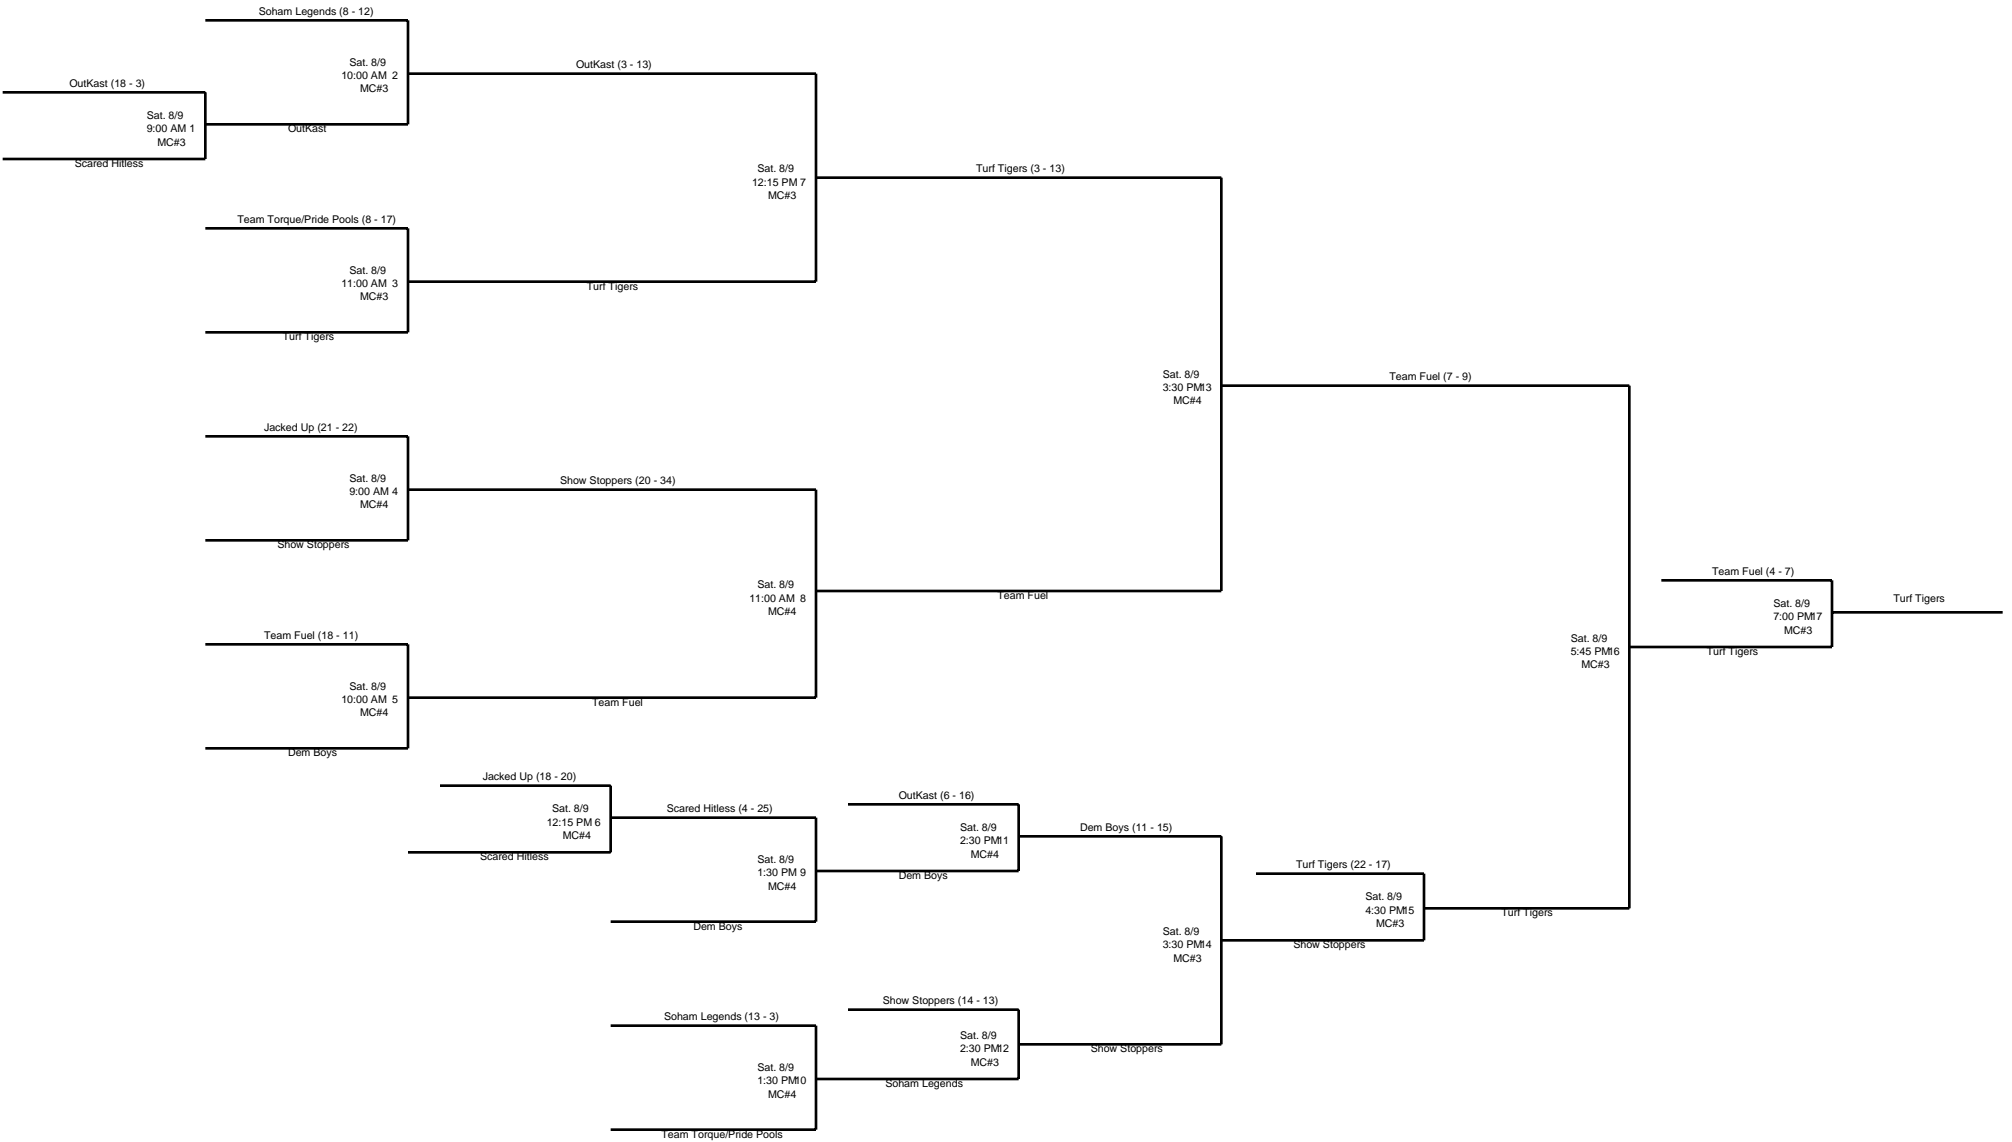 Soham Legends (8 - 12)
Sat. 8/9
10:00 AM 2
MC#3
OutKast (3 - 13)
OutKast (18 - 3)
Sat. 8/9
9:00 AM 1
MC#3
OutKast
Scared Hitless
Sat. 8/9
12:15 PM 7
MC#3
Turf Tigers (3 - 13)
Team Torque/Pride Pools (8 - 17)
Sat. 8/9
11:00 AM 3
MC#3
Turf Tigers
Turf Tigers
Sat. 8/9
3:30 PM13
MC#4
Team Fuel (7 - 9)
Jacked Up (21 - 22)
Sat. 8/9
9:00 AM 4
MC#4
Show Stoppers (20 - 34)
Show Stoppers
Sat. 8/9
11:00 AM 8
MC#4
Team Fuel
Team Fuel (4 - 7)
Sat. 8/9
7:00 PM17
MC#3
Turf Tigers
Team Fuel (18 - 11)
Sat. 8/9
10:00 AM 5
MC#4
Team Fuel
Dem Boys
Sat. 8/9
5:45 PM16
MC#3
Turf Tigers
Jacked Up (18 - 20)
Sat. 8/9
12:15 PM 6
MC#4
Scared Hitless
Scared Hitless (4 - 25)
Sat. 8/9
1:30 PM 9
MC#4
Dem Boys
OutKast (6 - 16)
Sat. 8/9
2:30 PM11
MC#4
Dem Boys
Dem Boys (11 - 15)
Sat. 8/9
3:30 PM14
MC#3
Turf Tigers (22 - 17)
Sat. 8/9
4:30 PM15
MC#3
Turf Tigers
Show Stoppers
Show Stoppers (14 - 13)
Sat. 8/9
2:30 PM12
MC#3
Show Stoppers
Soham Legends (13 - 3)
Sat. 8/9
1:30 PM10
MC#4
Soham Legends
Team Torque/Pride Pools